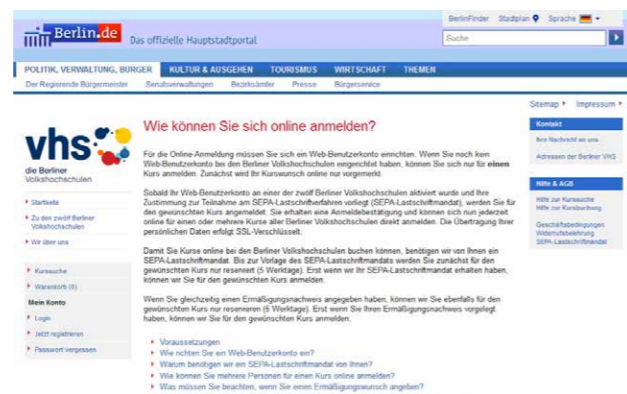 BerlinFinder Stadtplan Sprache
Berlin.de Das offizielle Hauptstadtportal
Suche
POLITIK, VERWALTUNG, BÜRGER KULTUR & AUSGEHEN TOURISMUS WIRTSCHAFT THEMEN
Der Regierende Bürgermeister Senatsverwaltungen Bezirksämter Presse Bürgerservice
Sitemap Impressum
vhs
die Berliner
Volkshochschulen
Startseite
Zu den zwölf Berliner
Volkshochschulen
Wir über uns
Kurssuche
Warenkorb (0)
Mein Konto
Login
Jetzt registrieren
Passwort vergessen
Wie können Sie sich online anmelden?
Für die Online-Anmeldung müssen Sie sich ein Web-Benutzerkonto einrichten. Wenn Sie noch kein
Web-Benutzerkonto bei den Berliner Volkshochschulen eingerichtet haben, können Sie sich nur für einen
Kurs anmelden. Zunächst wird Ihr Kurswunsch online nur vorgemerkt.
Sobald Ihr Web-Benutzerkonto an einer der zwölf Berliner Volkshochschulen aktiviert wurde und Ihre
Zustimmung zur Teilnahme am SEPA-Lastschriftverfahren vorliegt (SEPA-Lastschriftmandat), werden Sie für
den gewünschten Kurs angemeldet. Sie erhalten eine Anmeldebestätigung und können sich nun jederzeit
online für einen oder mehrere Kurse aller Berliner Volkshochschulen direkt anmelden. Die Übertragung Ihrer
persönlichen Daten erfolgt SSL-Verschlüsselt.
Damit Sie Kurse online bei den Berliner Volkshochschulen buchen können, benötigen wir von Ihnen ein
SEPA-Lastschriftmandat. Bis zur Vorlage des SEPA-Lastschriftmandats werden Sie zunächst für den
gewünschten Kurs nur reserviert (5 Werktage). Erst wenn wir Ihr SEPA-Lastschriftmandat erhalten haben,
können wir Sie für den gewünschten Kurs anmelden.
Wenn Sie gleichzeitig einen Ermäßigungsnachweis angegeben haben, können wir Sie ebenfalls für den
gewünschten Kurs nur reservieren (5 Werktage). Erst wenn Sie Ihren Ermäßigungsnachweis vorgelegt
haben, können wir Sie für den gewünschten Kurs anmelden.
Voraussetzungen
Wie richten Sie ein Web-Benutzerkonto ein?
Warum benötigen wir ein SEPA-Lastschriftmandat von Ihnen?
Wie können Sie mehrere Personen für einen Kurs online anmelden?
Was müssen Sie beachten, wenn Sie einen Ermäßigungswunsch angeben?
Kontakt
Ihre Nachricht an uns
Adressen der Berliner VHS
Hilfe & AGB
Hilfe zur Kurssuche
Hilfe zur Kursbuchung
Geschäftsbedingungen
Widerrufsbelehrung
SEPA-Lastschriftmandat